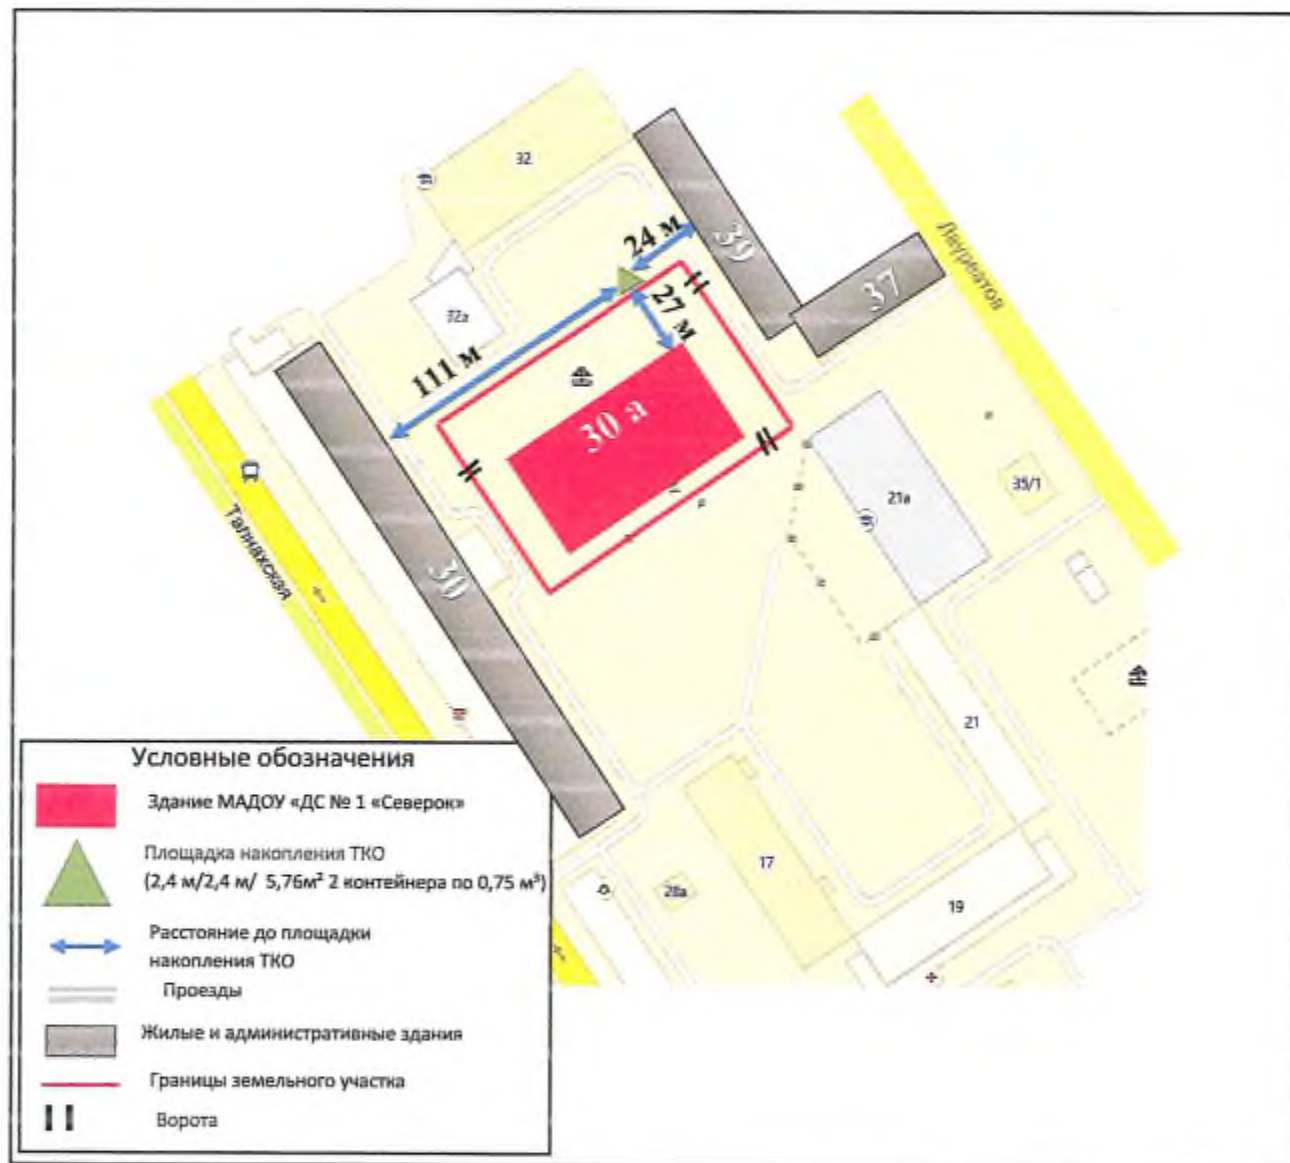 32
39
24 м
37
Лауреатов
27 м
32а
111 м
30 а
21а
35/1
Талнахская
30
21
17
28а
19
Условные обозначения
Здание МАДОУ «ДС № 1 «Северок»
Площадка накопления ТКО
(2,4 м/2,4 м/ 5,76м² 2 контейнера по 0,75 м³)
Расстояние до площадки
накопления ТКО
Проезды
Жилые и административные здания
Границы земельного участка
Ворота